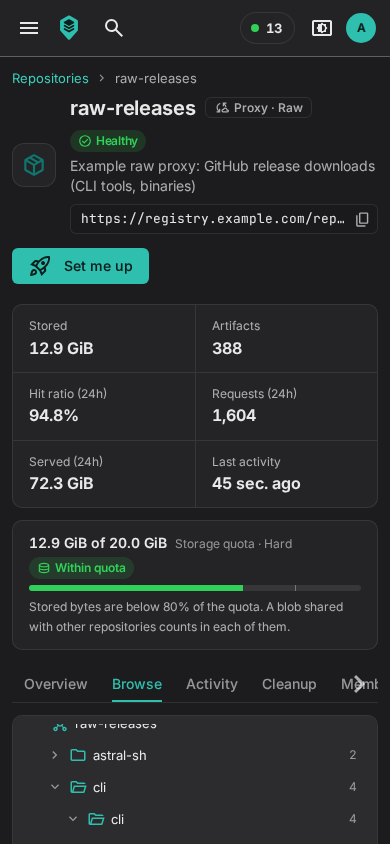 13
A
Repositories > raw-releases
raw-releases
Proxy · Raw
Healthy
Example raw proxy: GitHub release downloads
(CLI tools, binaries)
https://registry.example.com/rep…
Set me up
Stored
12.9 GiB
Artifacts
388
Hit ratio (24h)
94.8%
Requests (24h)
1,604
Served (24h)
72.3 GiB
Last activity
45 sec. ago
12.9 GiB of 20.0 GiB Storage quota · Hard
Within quota
Stored bytes are below 80% of the quota. A blob shared
with other repositories counts in each of them.
Overview Browse Activity Cleanup Memb
raw-releases
astral-sh 2
cli 4
cli 4